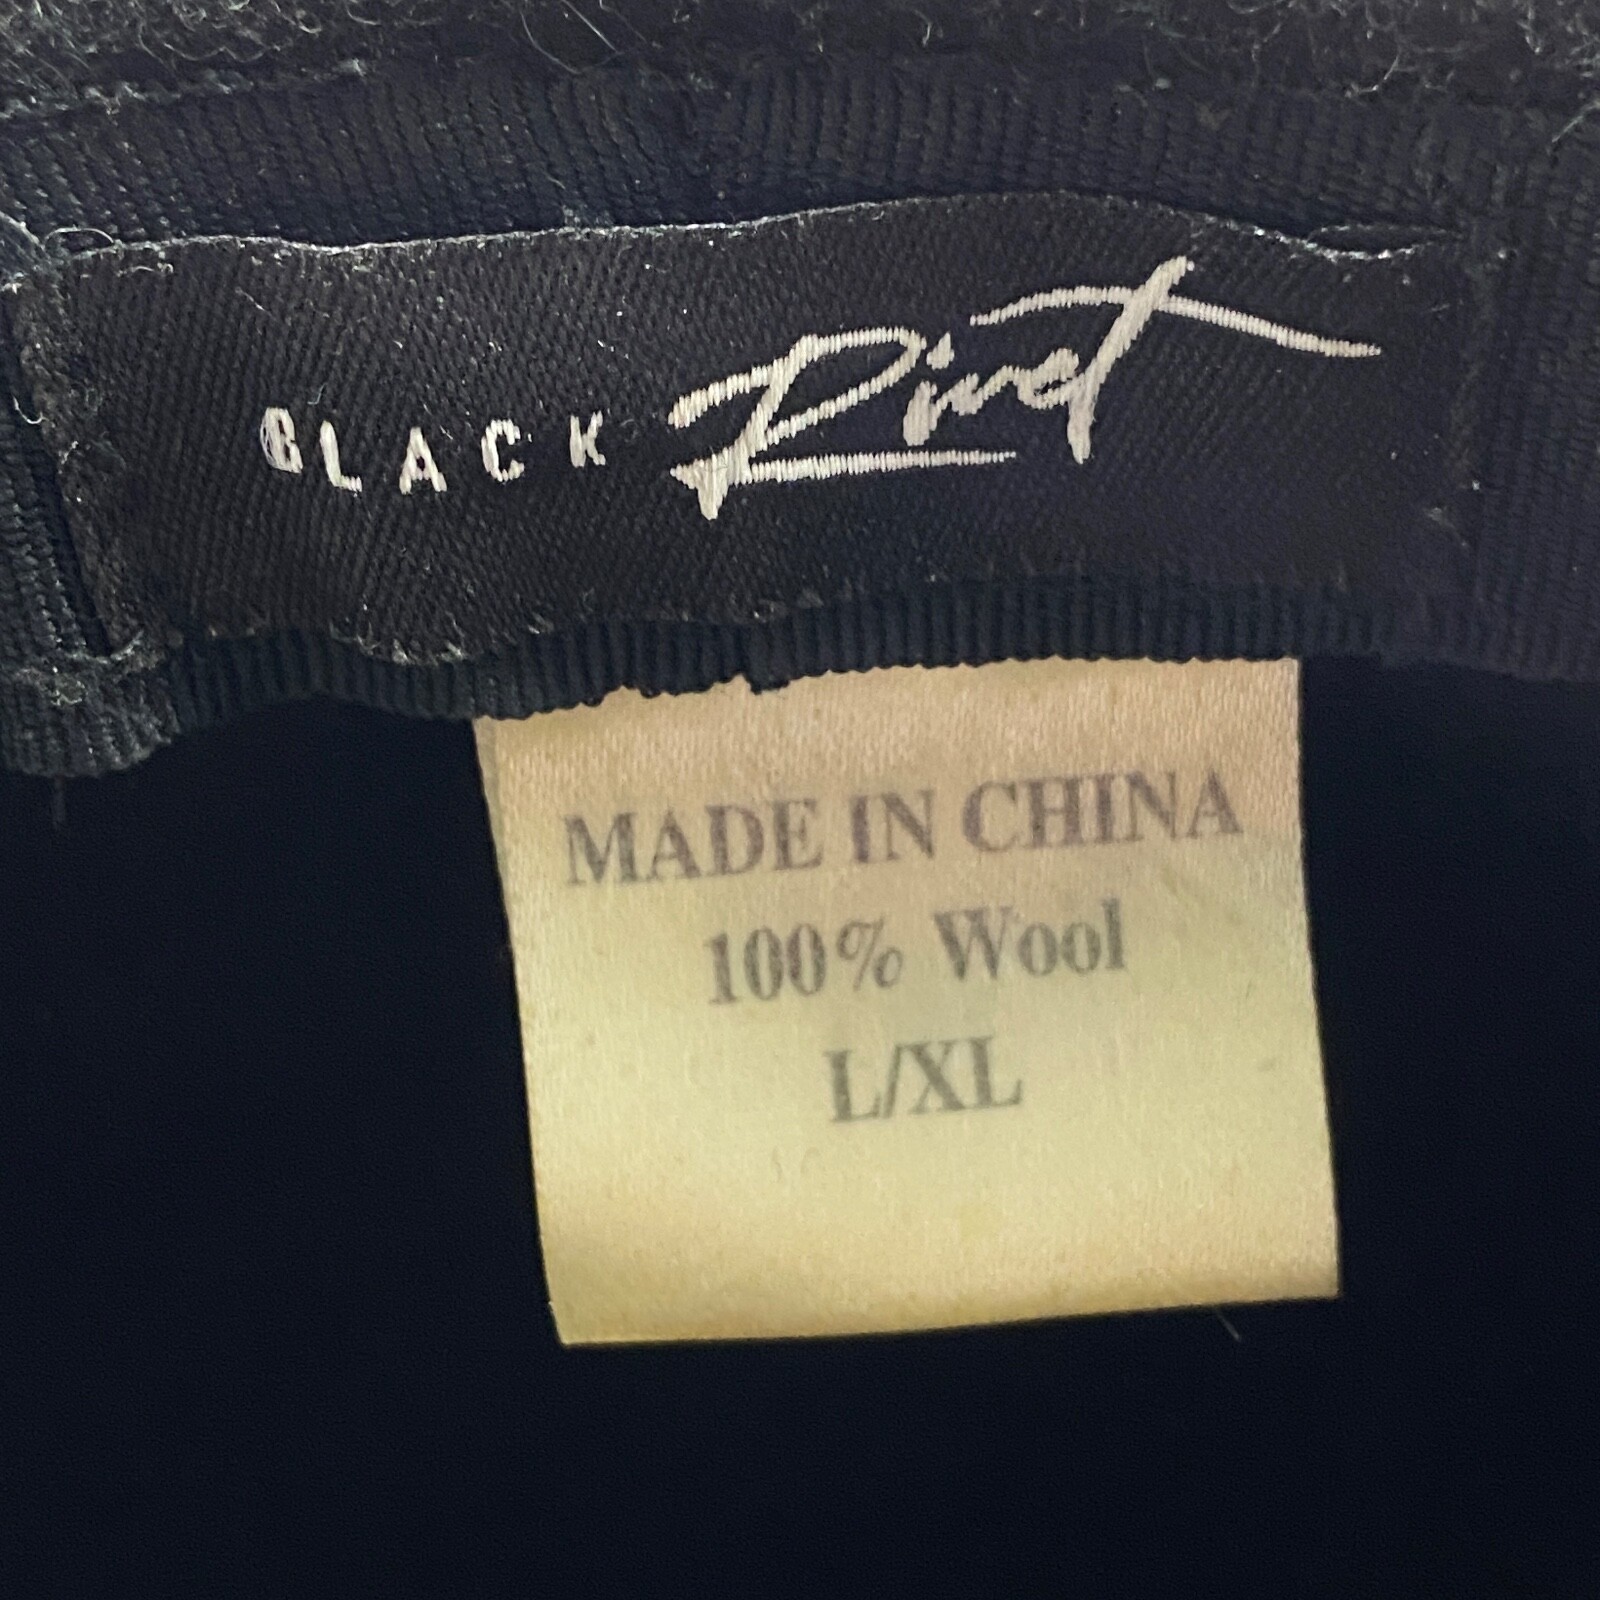 BLACK Rivet
MADE IN CHINA
100% Wool
L/XL